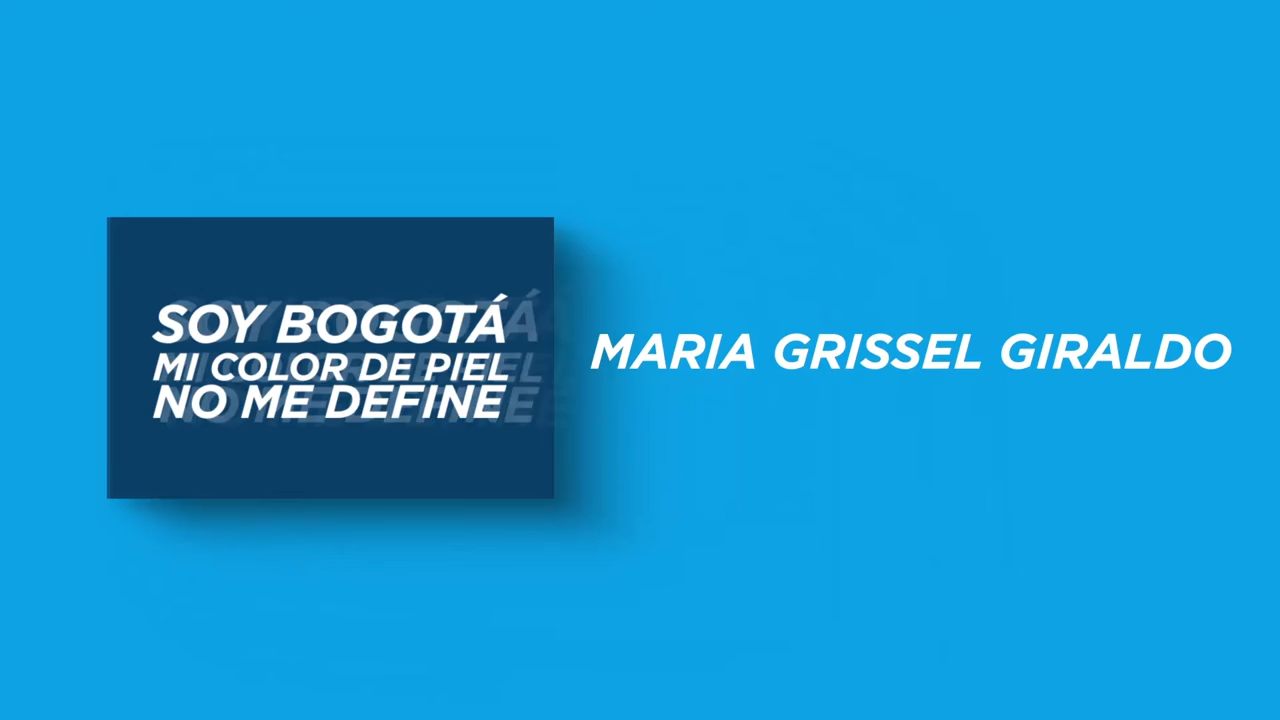 SOY BOGOTÁ
MI COLOR DE PIEL
NO ME DEFINE
MARIA GRISSEL GIRALDO